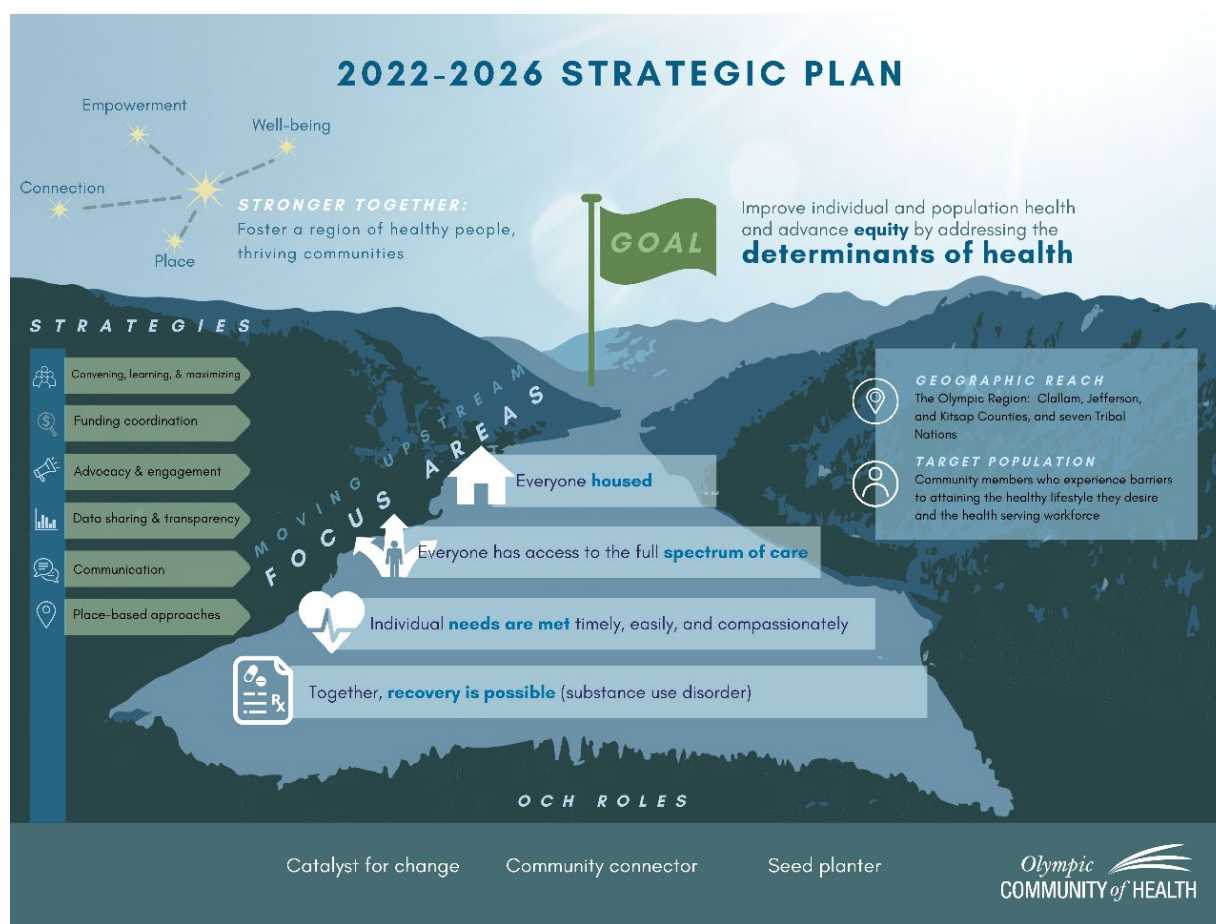 2022-2026 STRATEGIC PLAN
Empowerment
Well-being
Connection
Place
STRONGER TOGETHER:
Foster a region of healthy people,
thriving communities
GOAL
Improve individual and population health
and advance equity by addressing the
determinants of health
STRATEGIES
Convening, learning, & maximizing
Funding coordination
Advocacy & engagement
Data sharing & transparency
Communication
Place-based approaches
MOVING UPSTREAM
FOCUS AREAS
Everyone housed
Everyone has access to the full spectrum of care
Individual needs are met timely, easily, and compassionately
Rx
Together, recovery is possible (substance use disorder)
GEOGRAPHIC REACH
The Olympic Region: Clallam, Jefferson,
and Kitsap Counties, and seven Tribal
Nations
TARGET POPULATION
Community members who experience barriers
to attaining the healthy lifestyle they desire
and the health serving workforce
OCH ROLES
Catalyst for change
Community connector
Seed planter
Olympic
COMMUNITY of HEALTH